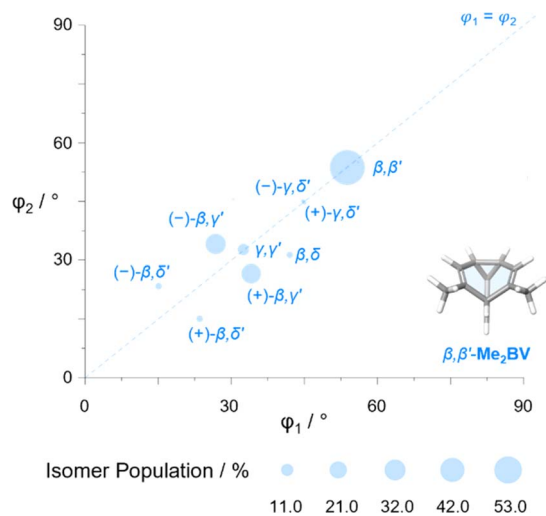 90
φ₁ = φ₂
60
β,β′
(−)-γ,δ′
(+)-γ,δ′
φ₂ / °
(−)-β,γ′
γ,γ′
β,δ
30
(−)-β,δ′
(+)-β,γ′
(+)-β,δ′
β,β′-Me₂BV
0
0 30 60 90
φ₁ / °
Isomer Population / %
11.0 21.0 32.0 42.0 53.0